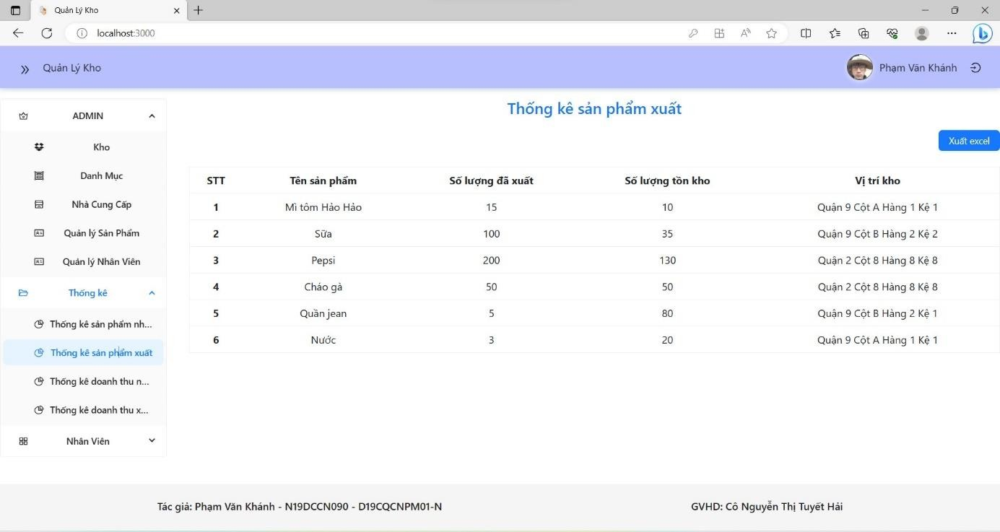 Quản Lý Kho
localhost:3000
Quản Lý Kho
Phạm Văn Khánh
ADMIN
Kho
Danh Mục
Nhà Cung Cấp
Quản lý Sản Phẩm
Quản lý Nhân Viên
Thống kê
Thống kê sản phẩm nh...
Thống kê sản phẩm xuất
Thống kê doanh thu n...
Thống kê doanh thu x...
Nhân Viên
Thống kê sản phẩm xuất
Xuất excel
STT Tên sản phẩm Số lượng đã xuất Số lượng tồn kho Vị trí kho
1 Mì tôm Hảo Hảo 15 10 Quận 9 Cột A Hàng 1 Kệ 1
2 Sữa 100 35 Quận 9 Cột B Hàng 2 Kệ 2
3 Pepsi 200 130 Quận 2 Cột 8 Hàng 8 Kệ 8
4 Cháo gà 50 50 Quận 2 Cột 8 Hàng 8 Kệ 8
5 Quần jean 5 80 Quận 9 Cột B Hàng 2 Kệ 1
6 Nước 3 20 Quận 9 Cột A Hàng 1 Kệ 1
Tác giả: Phạm Văn Khánh - N19DCCN090 - D19CQCNPM01-N
GVHD: Cô Nguyễn Thị Tuyết Hải